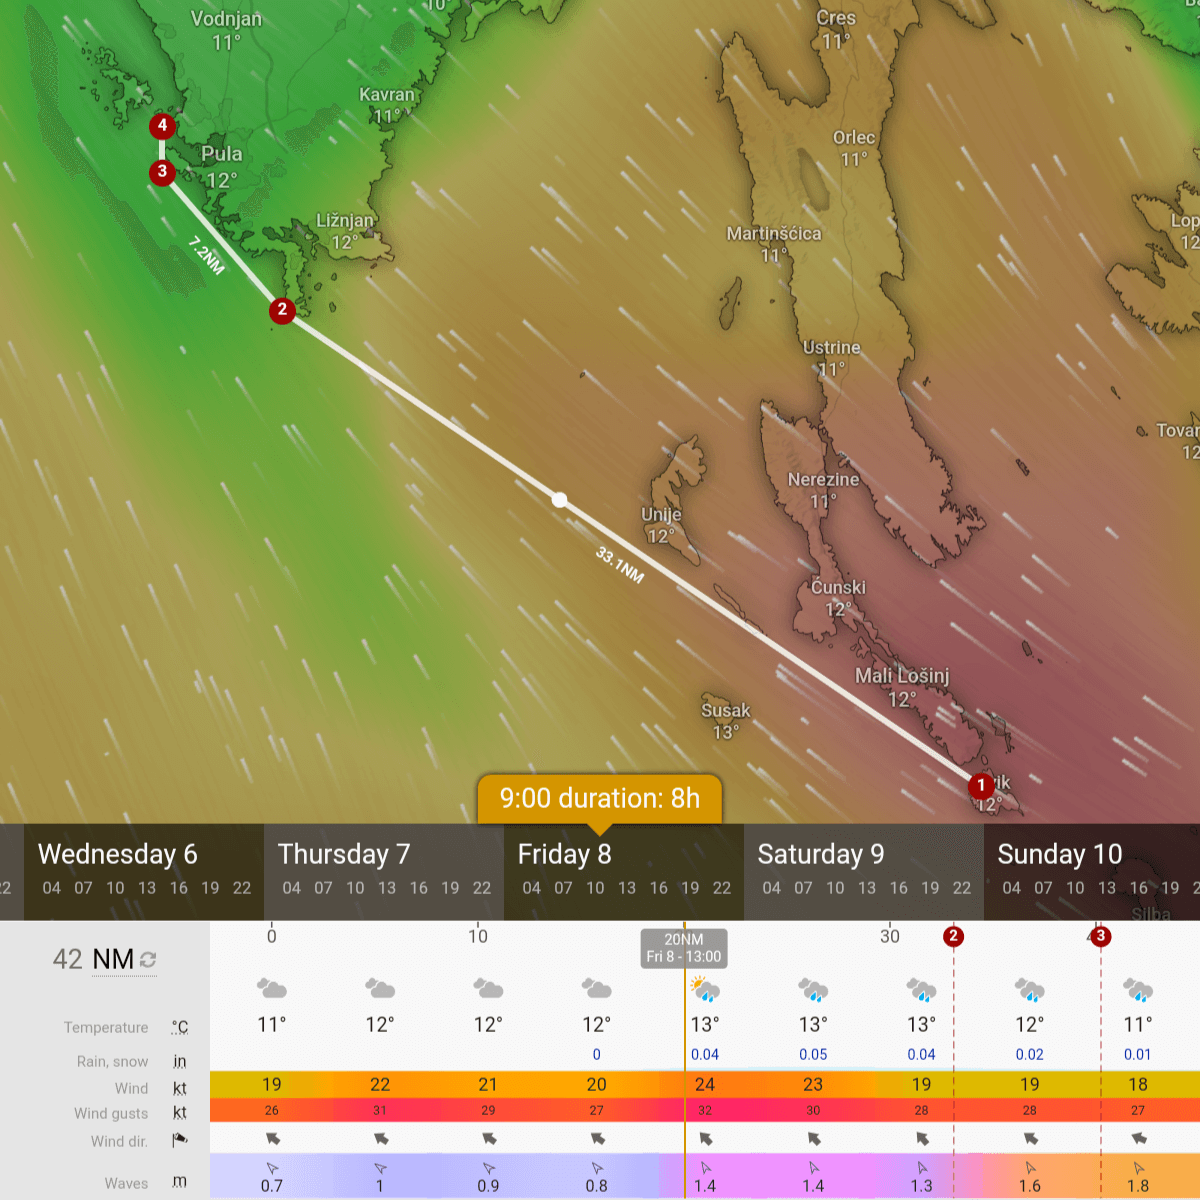 10°
Vodnjan
11°
Cres
11°
Kavran
11°
4
Orlec
11°
Pula
12°
3
Ližnjan
12°
Lop
12
Martinšćica
11°
7.2NM
2
Ustrine
11°
Tovar
12
Nerezine
11°
Unije
12°
33.1NM
Ćunski
12°
Mali Lošinj
12°
Susak
13°
1
ik
12°
9:00 duration: 8h
Wednesday 6 Thursday 7 Friday 8 Saturday 9 Sunday 10
22 04 07 10 13 16 19 22 04 07 10 13 16 19 22 04 07 10 13 16 19 22 04 07 10 13 16 19 22 04 07 10 13 16 19 2
Silba
0 10 30 2 4 3
20NM
Fri 8 - 13:00
42 NM
Temperature °C 11° 12° 12° 12° 13° 13° 13° 12° 11°
Rain, snow in 0 0.04 0.05 0.04 0.02 0.01
Wind kt 19 22 21 20 24 23 19 19 18
Wind gusts kt 26 31 29 27 32 30 28 28 27
Wind dir.
Waves m 0.7 1 0.9 0.8 1.4 1.4 1.3 1.6 1.8